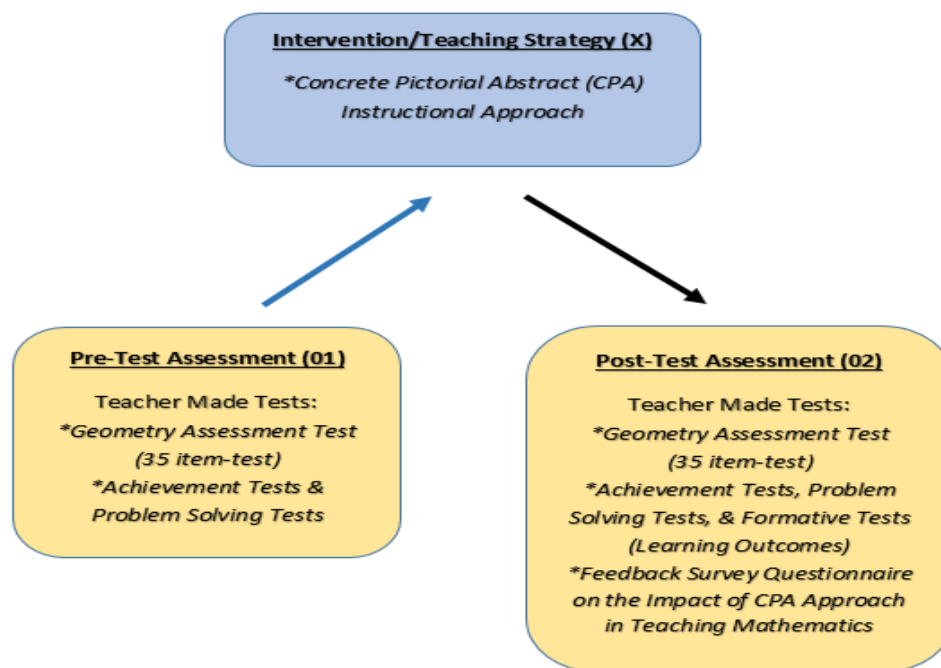 Intervention/Teaching Strategy (X)
*Concrete Pictorial Abstract (CPA)
Instructional Approach
Pre-Test Assessment (01)
Teacher Made Tests:
*Geometry Assessment Test
(35 item-test)
*Achievement Tests &
Problem Solving Tests
Post-Test Assessment (02)
Teacher Made Tests:
*Geometry Assessment Test
(35 item-test)
*Achievement Tests, Problem
Solving Tests, & Formative Tests
(Learning Outcomes)
*Feedback Survey Questionnaire
on the Impact of CPA Approach
in Teaching Mathematics